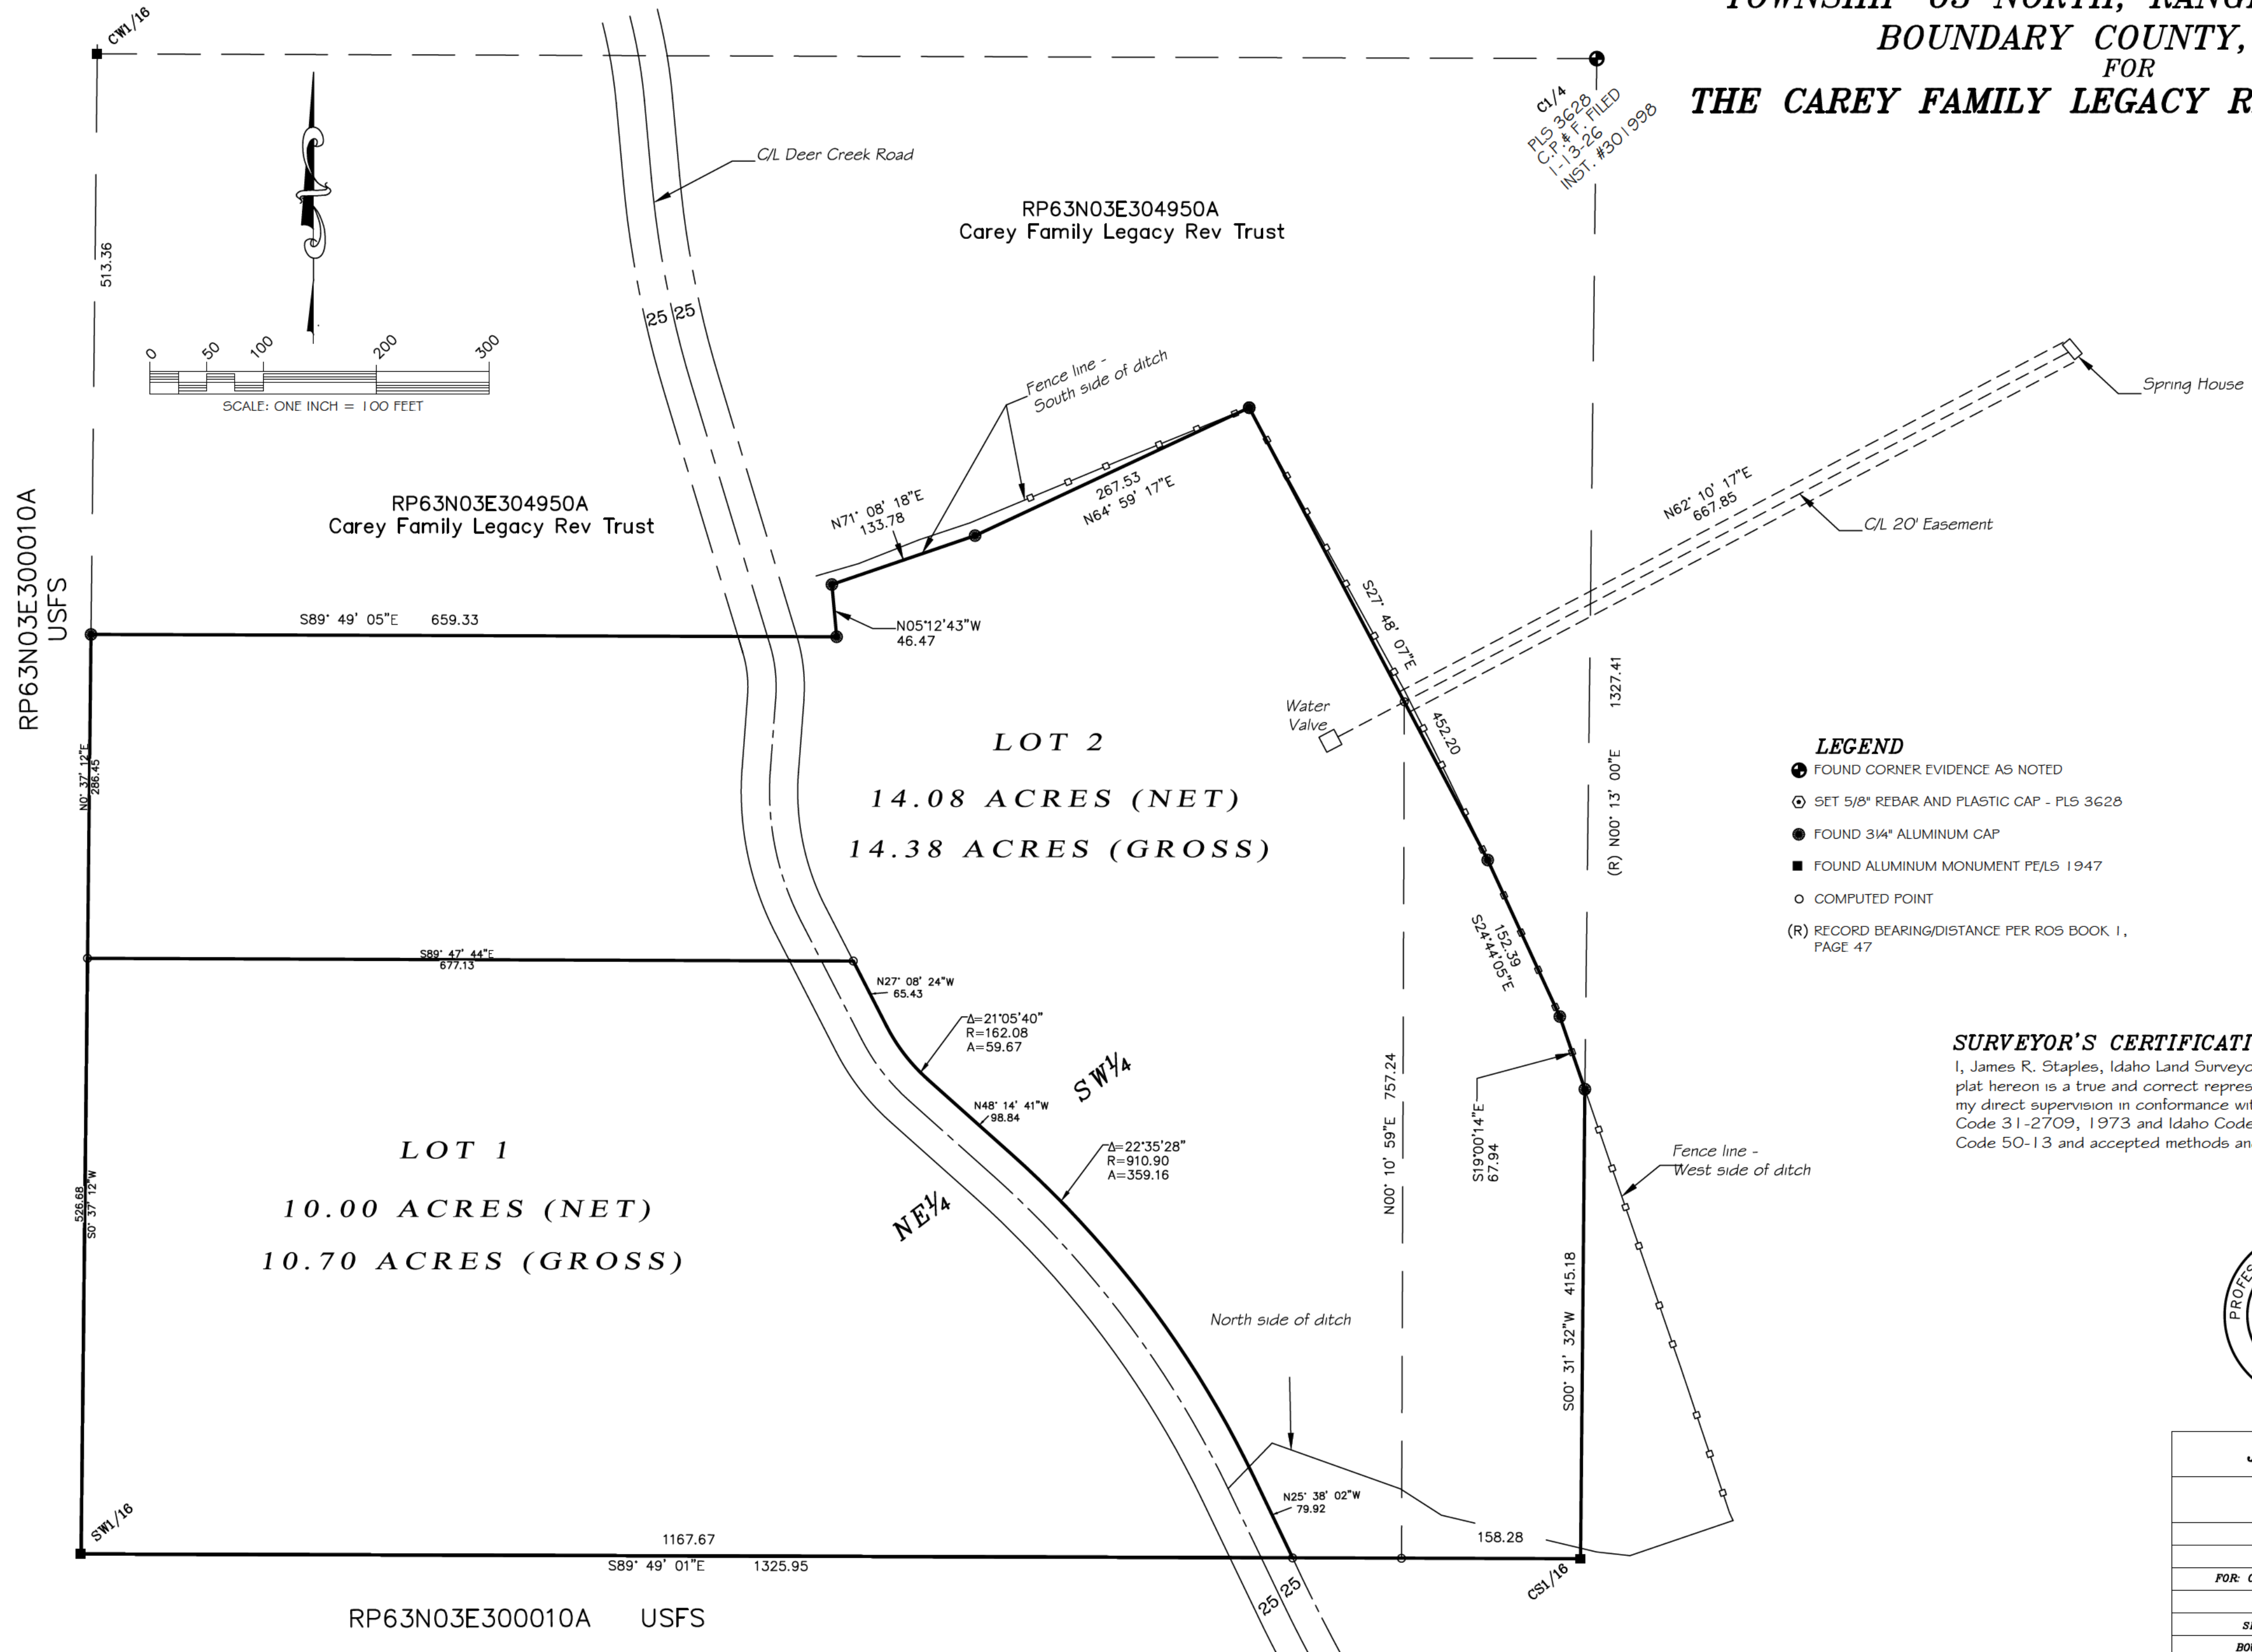 TOWNSHIP 63 NORTH,
BOUNDARY COUNTY,
FOR
THE CAREY FAMILY LEGACY
CW1/16
C1/4
PLS 3628
C.P.& F. FILED
1-13-26
INST. #301998
C/L Deer Creek Road
RP63N03E304950A
Carey Family Legacy Rev Trust
513.36
25 25
0 50 100 200 300
SCALE: ONE INCH = 100 FEET
Fence line -
South side of ditch
Spring House
N62° 10' 17"E
667.85
C/L 20' Easement
RP63N03E300010A
USFS
RP63N03E304950A
Carey Family Legacy Rev Trust
N71° 08' 18"E
133.78
267.53
N64° 59' 17"E
S89° 49' 05"E 659.33
N05°12'43"W
46.47
S27° 48' 07"E
452.20
Water
Valve
(R) N00° 13' 00"E 1327.41
N0° 37' 12"E
286.45
LOT 2
14.08 ACRES (NET)
14.38 ACRES (GROSS)
LEGEND
FOUND CORNER EVIDENCE AS NOTED
SET 5/8" REBAR AND PLASTIC CAP - PLS 3628
FOUND 3¼" ALUMINUM CAP
FOUND ALUMINUM MONUMENT PE/LS 1947
COMPUTED POINT
(R) RECORD BEARING/DISTANCE PER ROS BOOK 1,
PAGE 47
S89° 47' 44"E
677.13
N27° 08' 24"W
65.43
Δ=21°05'40"
R=162.08
A=59.67
152.39
S24°44'05"E
SW¼
N48° 14' 41"W
98.84
Δ=22°35'28"
R=910.90
A=359.16
NE¼
N00° 10' 59"E 757.24
S19°00'14"E
67.94
SURVEYOR'S
I, James R. Staples, Idaho Land
plat hereon is a true and correct
my direct supervision in conformance
Code 31-2709, 1973 and Idaho Code
Code 50-13 and accepted methods
Fence line -
West side of ditch
LOT 1
10.00 ACRES (NET)
10.70 ACRES (GROSS)
526.68
S0° 37' 12"W
North side of ditch
S00° 31' 32"W 415.18
N25° 38' 02"W
79.92
158.28
SW1/16
1167.67
S89° 49' 01"E 1325.95
CS1/16
25 25
RP63N03E300010A USFS
FOR: